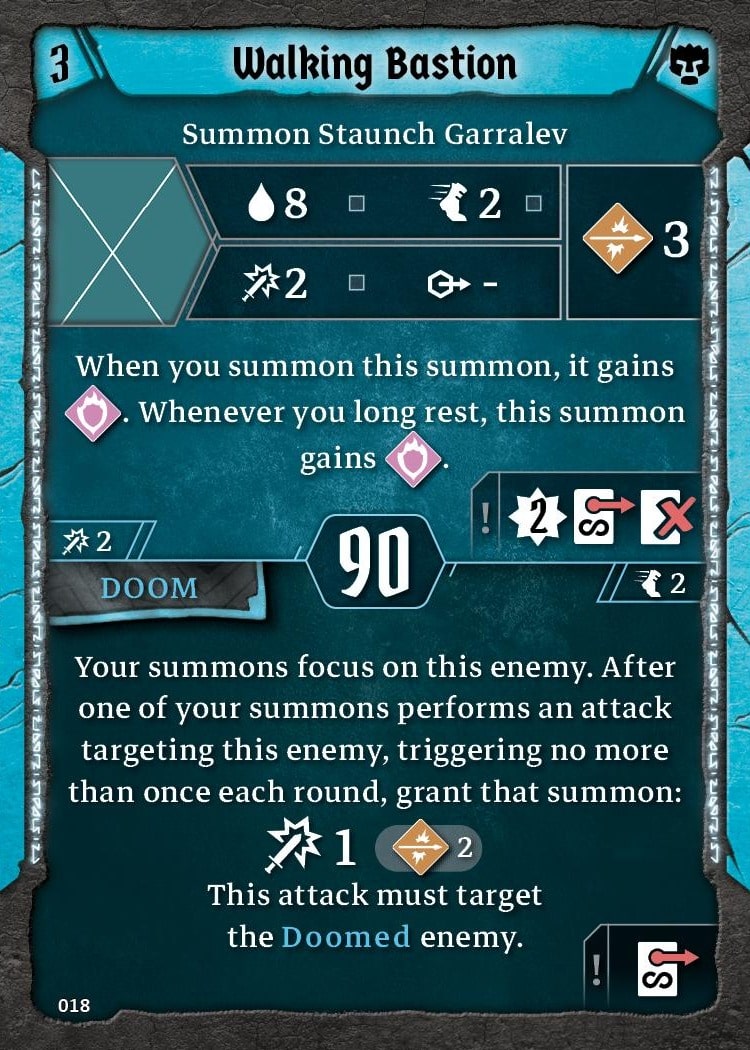 3 Walking Bastion
Summon Staunch Garralev
8 2
3
2 –
When you summon this summon, it gains
. Whenever you long rest, this summon
gains .
! 2
2
90
DOOM
2
Your summons focus on this enemy. After
one of your summons performs an attack
targeting this enemy, triggering no more
than once each round, grant that summon:
1 2
This attack must target
the Doomed enemy.
!
018